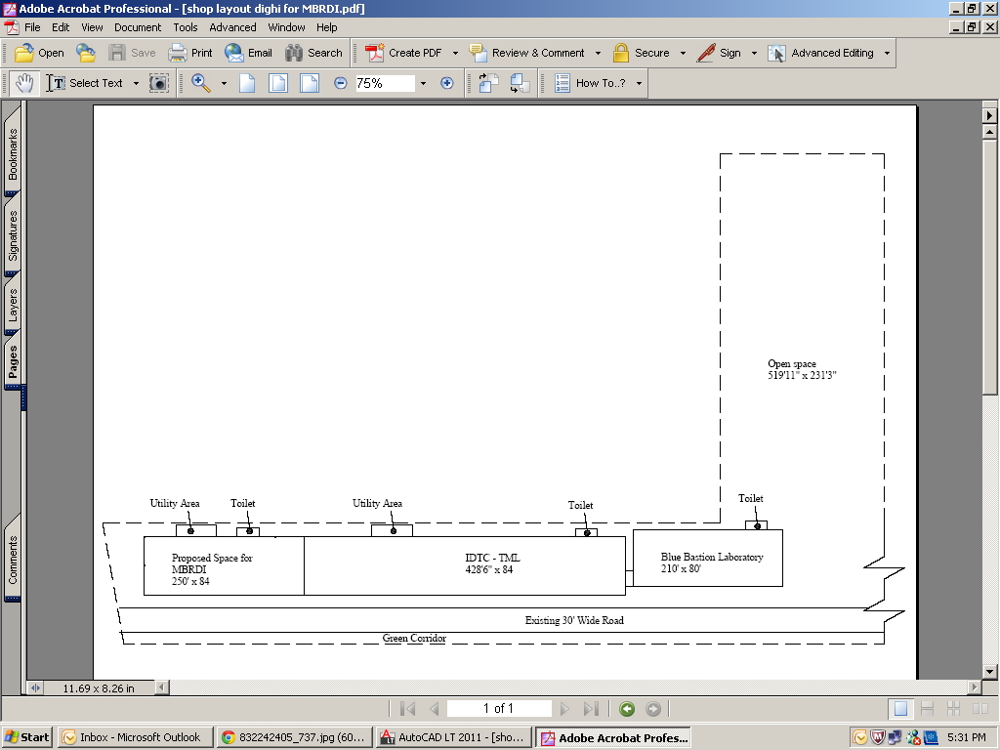 Adobe Acrobat Professional - [shop layout dighi for MBRDI.pdf]
File Edit View Document Tools Advanced Window Help
Open Save Print Email Search Create PDF Review & Comment Secure Sign Advanced Editing
Select Text 75% How To..?
Bookmarks
Signatures
Layers
Pages
Comments
Open space
519'11" x 231'3"
Utility Area Toilet Utility Area Toilet Toilet
Proposed Space for
MBRDI
250' x 84
IDTC - TML
428'6" x 84
Blue Bastion Laboratory
210' x 80'
Existing 30' Wide Road
Green Corridor
11.69 x 8.26 in
1 of 1
Start Inbox - Microsoft Outlook 832242405_737.jpg (60... AutoCAD LT 2011 - [sho... Adobe Acrobat Profes... 5:31 PM